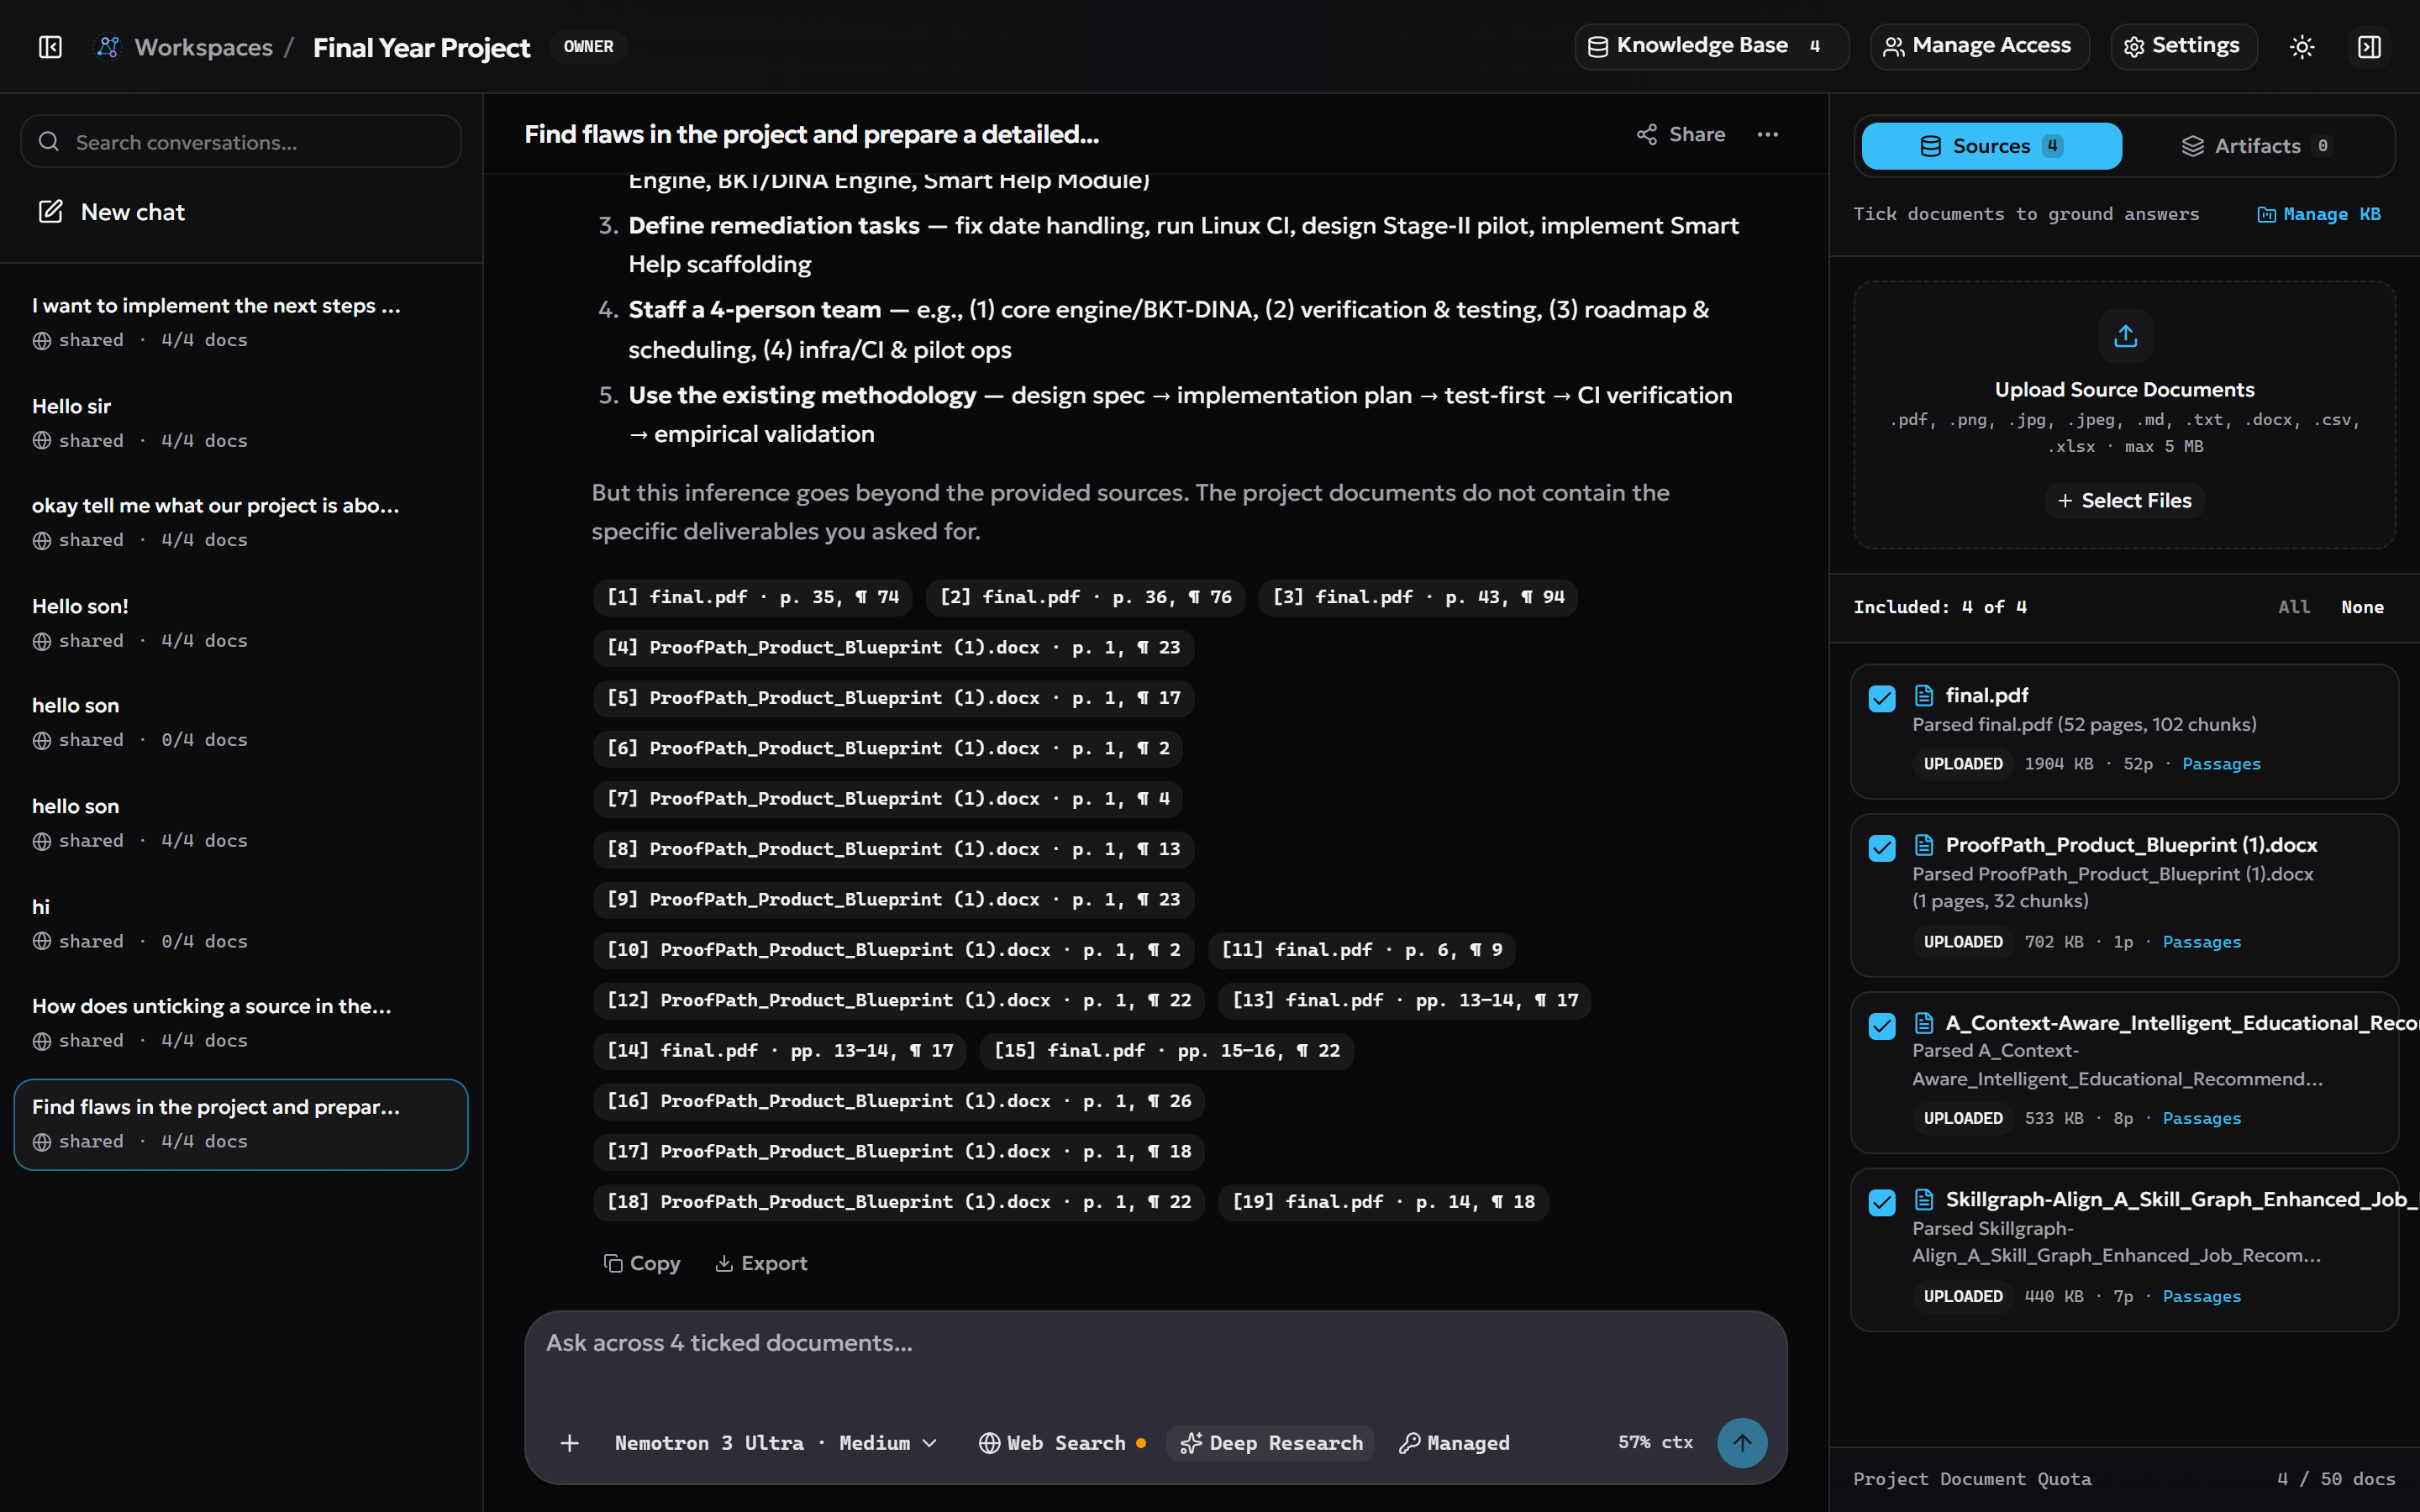 Workspaces / Final Year Project OWNER
Knowledge Base 4 Manage Access Settings
Search conversations...
New chat
I want to implement the next steps ...
shared · 4/4 docs
Hello sir
shared · 4/4 docs
okay tell me what our project is abo...
shared · 4/4 docs
Hello son!
shared · 4/4 docs
hello son
shared · 0/4 docs
hello son
shared · 4/4 docs
hi
shared · 0/4 docs
How does unticking a source in the...
shared · 4/4 docs
Find flaws in the project and prepar...
shared · 4/4 docs
Find flaws in the project and prepare a detailed...
Share
Engine, BKT/DINA Engine, Smart Help Module)
3. Define remediation tasks — fix date handling, run Linux CI, design Stage-II pilot, implement Smart
Help scaffolding
4. Staff a 4-person team — e.g., (1) core engine/BKT-DINA, (2) verification & testing, (3) roadmap &
scheduling, (4) infra/CI & pilot ops
5. Use the existing methodology — design spec → implementation plan → test-first → CI verification
→ empirical validation
But this inference goes beyond the provided sources. The project documents do not contain the
specific deliverables you asked for.
[1] final.pdf · p. 35, ¶ 74 [2] final.pdf · p. 36, ¶ 76 [3] final.pdf · p. 43, ¶ 94
[4] ProofPath_Product_Blueprint (1).docx · p. 1, ¶ 23
[5] ProofPath_Product_Blueprint (1).docx · p. 1, ¶ 17
[6] ProofPath_Product_Blueprint (1).docx · p. 1, ¶ 2
[7] ProofPath_Product_Blueprint (1).docx · p. 1, ¶ 4
[8] ProofPath_Product_Blueprint (1).docx · p. 1, ¶ 13
[9] ProofPath_Product_Blueprint (1).docx · p. 1, ¶ 23
[10] ProofPath_Product_Blueprint (1).docx · p. 1, ¶ 2 [11] final.pdf · p. 6, ¶ 9
[12] ProofPath_Product_Blueprint (1).docx · p. 1, ¶ 22 [13] final.pdf · pp. 13–14, ¶ 17
[14] final.pdf · pp. 13–14, ¶ 17 [15] final.pdf · pp. 15–16, ¶ 22
[16] ProofPath_Product_Blueprint (1).docx · p. 1, ¶ 26
[17] ProofPath_Product_Blueprint (1).docx · p. 1, ¶ 18
[18] ProofPath_Product_Blueprint (1).docx · p. 1, ¶ 22 [19] final.pdf · p. 14, ¶ 18
Copy Export
Ask across 4 ticked documents...
Nemotron 3 Ultra · Medium Web Search Deep Research Managed 57% ctx
Sources 4 Artifacts 0
Tick documents to ground answers Manage KB
Upload Source Documents
.pdf, .png, .jpg, .jpeg, .md, .txt, .docx, .csv,
.xlsx · max 5 MB
+ Select Files
Included: 4 of 4 All None
final.pdf
Parsed final.pdf (52 pages, 102 chunks)
UPLOADED 1904 KB · 52p · Passages
ProofPath_Product_Blueprint (1).docx
Parsed ProofPath_Product_Blueprint (1).docx
(1 pages, 32 chunks)
UPLOADED 702 KB · 1p · Passages
A_Context-Aware_Intelligent_Educational_Reco
Parsed A_Context-
Aware_Intelligent_Educational_Recommend...
UPLOADED 533 KB · 8p · Passages
Skillgraph-Align_A_Skill_Graph_Enhanced_Job_
Parsed Skillgraph-
Align_A_Skill_Graph_Enhanced_Job_Recom...
UPLOADED 440 KB · 7p · Passages
Project Document Quota 4 / 50 docs